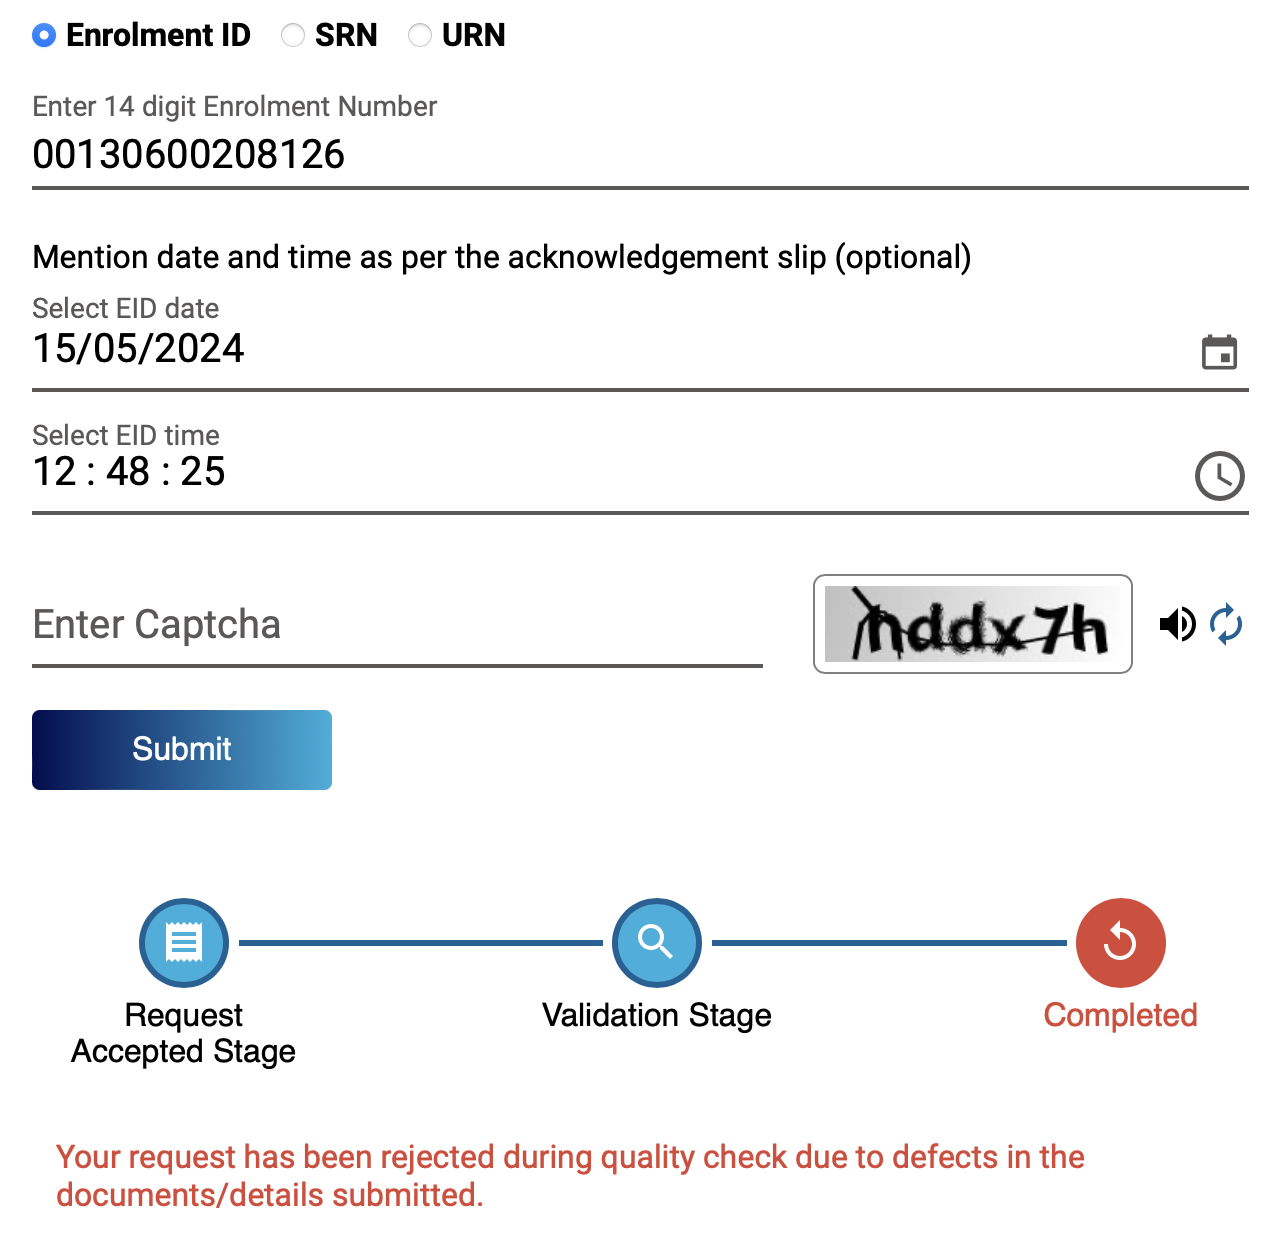 Enrolment ID SRN URN
Enter 14 digit Enrolment Number
00130600208126
Mention date and time as per the acknowledgement slip (optional)
Select EID date
15/05/2024
Select EID time
12 : 48 : 25
Enter Captcha
hddx7h
Submit
Request
Accepted Stage
Validation Stage
Completed
Your request has been rejected during quality check due to defects in the
documents/details submitted.